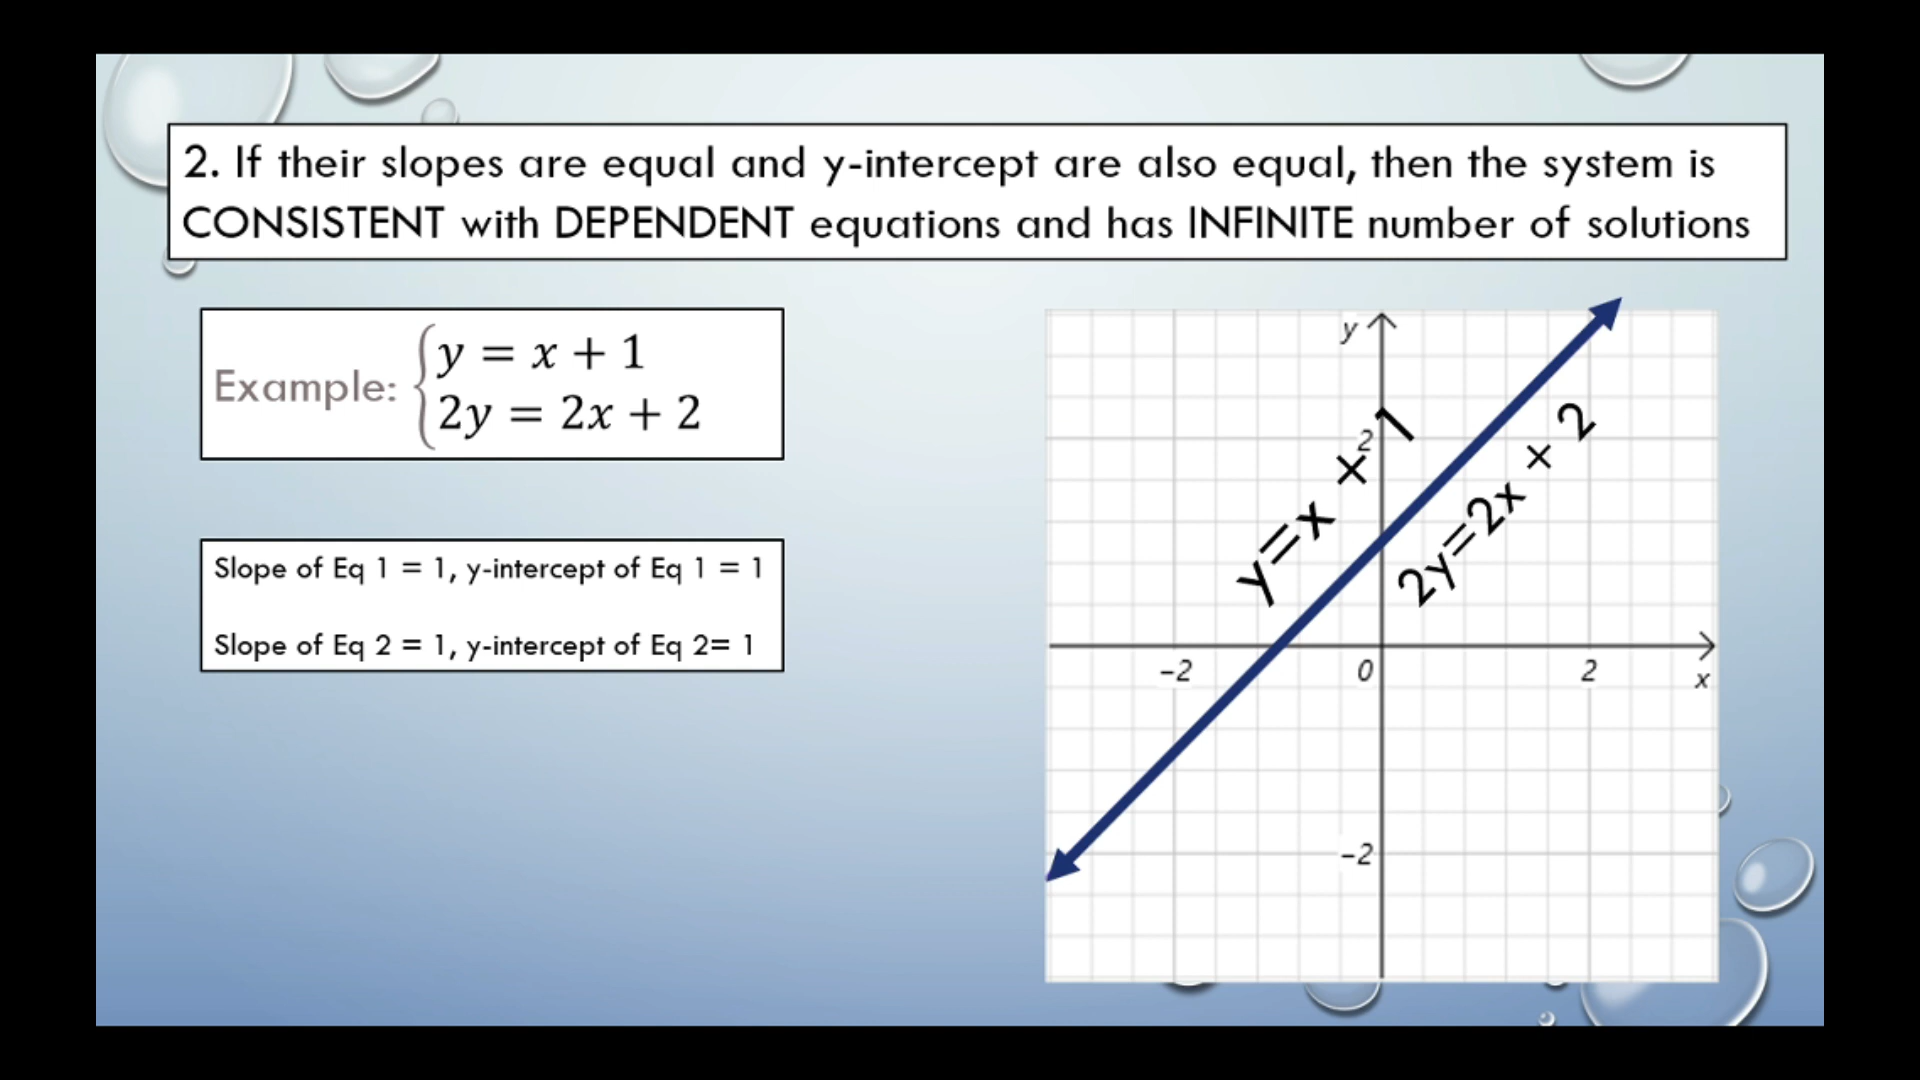 2. If their slopes are equal and y-intercept are also equal, then the system is
CONSISTENT with DEPENDENT equations and has INFINITE number of solutions
Example: { y = x + 1
2y = 2x + 2
Slope of Eq 1 = 1, y-intercept of Eq 1 = 1
Slope of Eq 2 = 1, y-intercept of Eq 2= 1
y
2
y=x + 1
2y=2x + 2
-2
0
2
x
-2